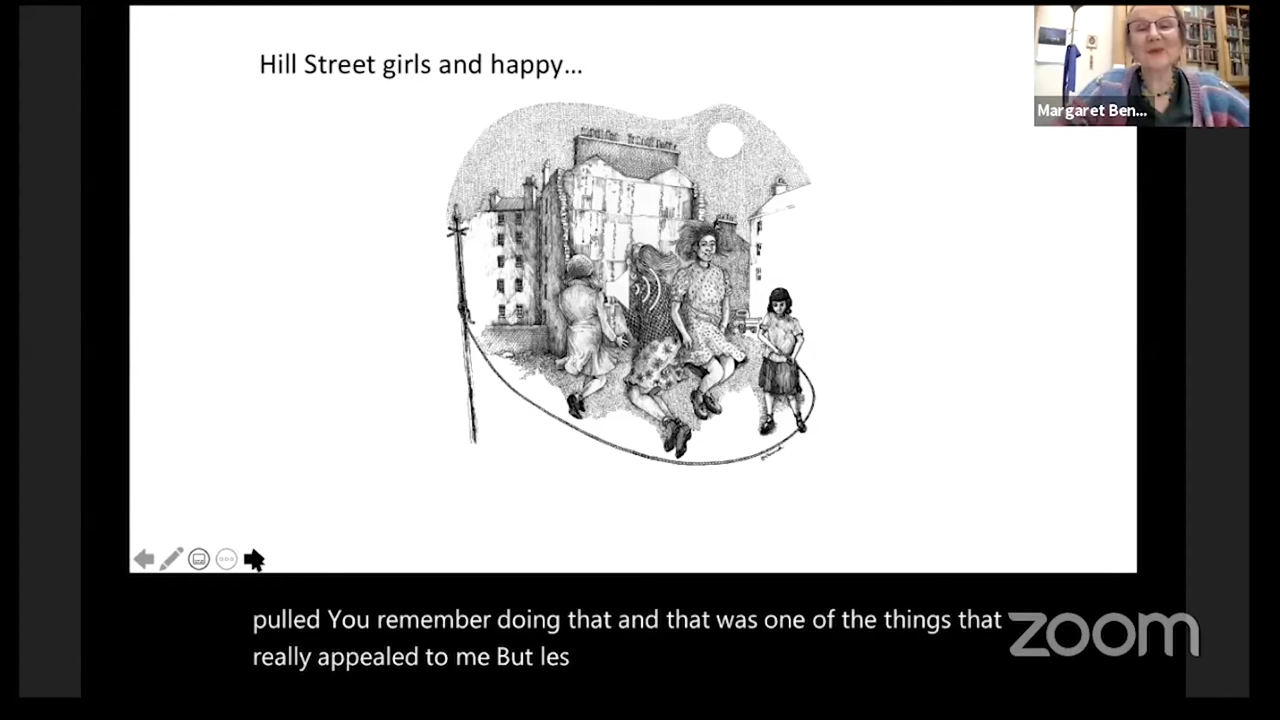 Hill Street girls and happy...
Margaret Ben...
pulled You remember doing that and that was one of the things that
really appealed to me But les
zoom